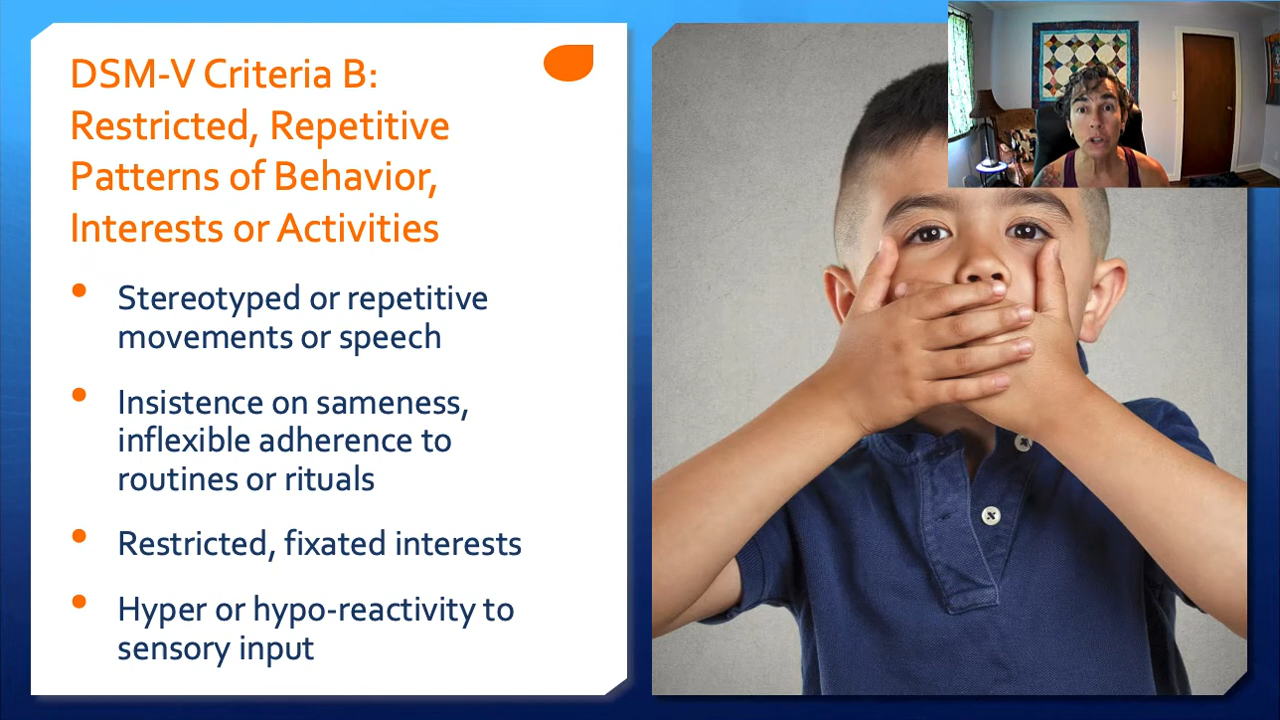 DSM-V Criteria B:
Restricted, Repetitive
Patterns of Behavior,
Interests or Activities
• Stereotyped or repetitive
movements or speech
• Insistence on sameness,
inflexible adherence to
routines or rituals
• Restricted, fixated interests
• Hyper or hypo-reactivity to
sensory input